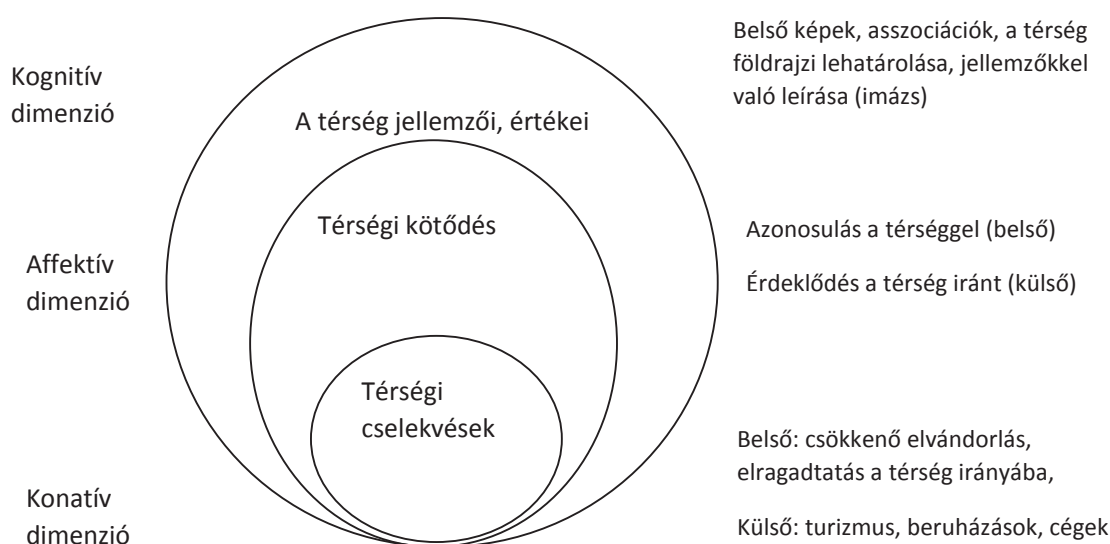 Kognitív
dimenzió
A térség jellemzői, értékei
Belső képek, asszociációk, a térség
földrajzi lehatárolása, jellemzőkkel
való leírása (imázs)
Affektív
dimenzió
Térségi kötődés
Azonosulás a térséggel (belső)
Érdeklődés a térség iránt (külső)
Konatív
dimenzió
Térségi
cselekvések
Belső: csökkenő elvándorlás,
elragadtatás a térség irányába,
Külső: turizmus, beruházások, cégek